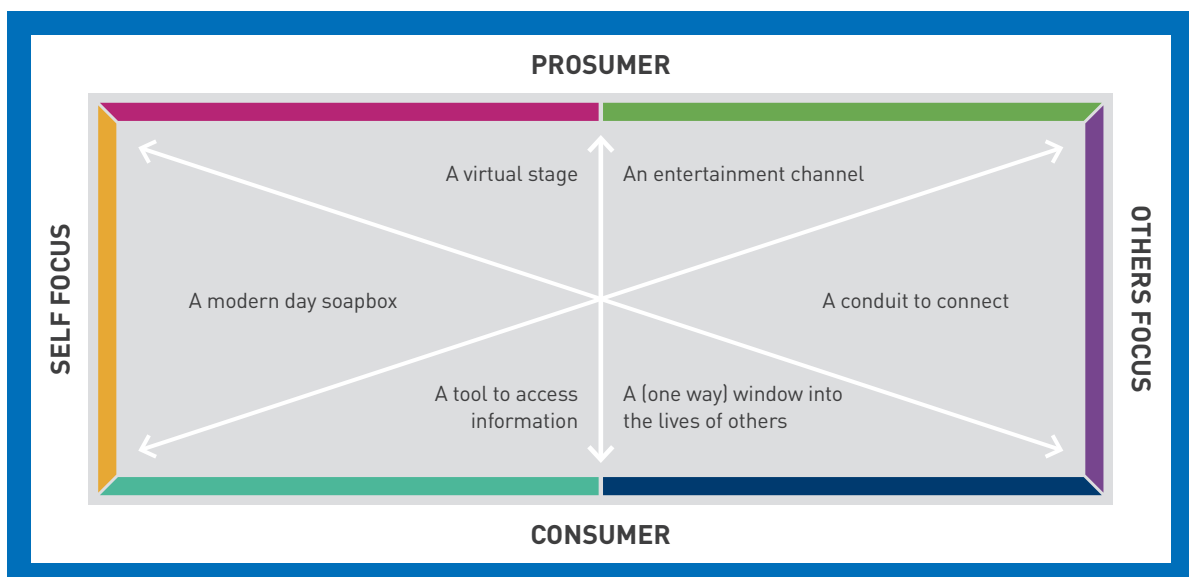 PROSUMER
A virtual stage
An entertainment channel
SELF FOCUS
A modern day soapbox
A conduit to connect
OTHERS FOCUS
A tool to access
information
A (one way) window into
the lives of others
CONSUMER